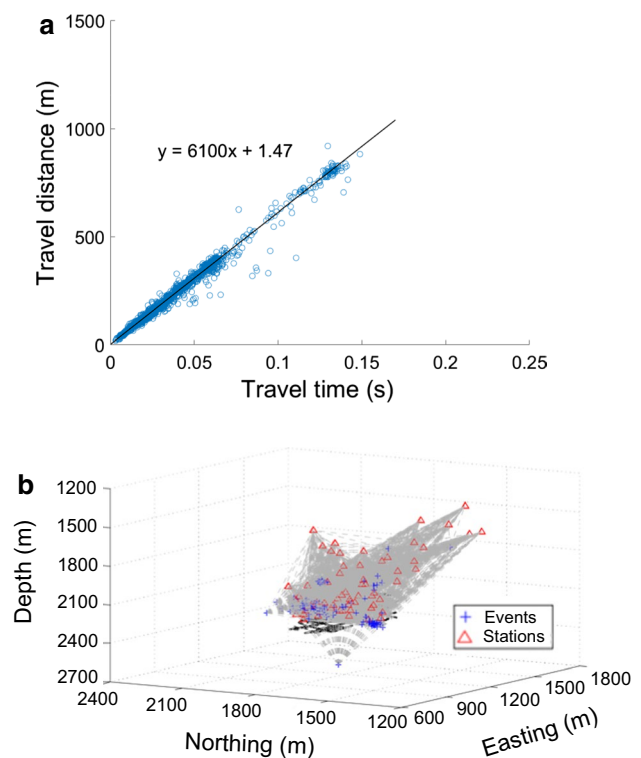 a
1500
1000
500
0
Travel distance (m)
y = 6100x + 1.47
0 0.05 0.1 0.15 0.2 0.25
Travel time (s)
b
1200
1500
1800
2100
2400
2700
Depth (m)
Events
Stations
2400 2100 1800 1500 1200
Northing (m)
600 900 1200 1500 1800
Easting (m)